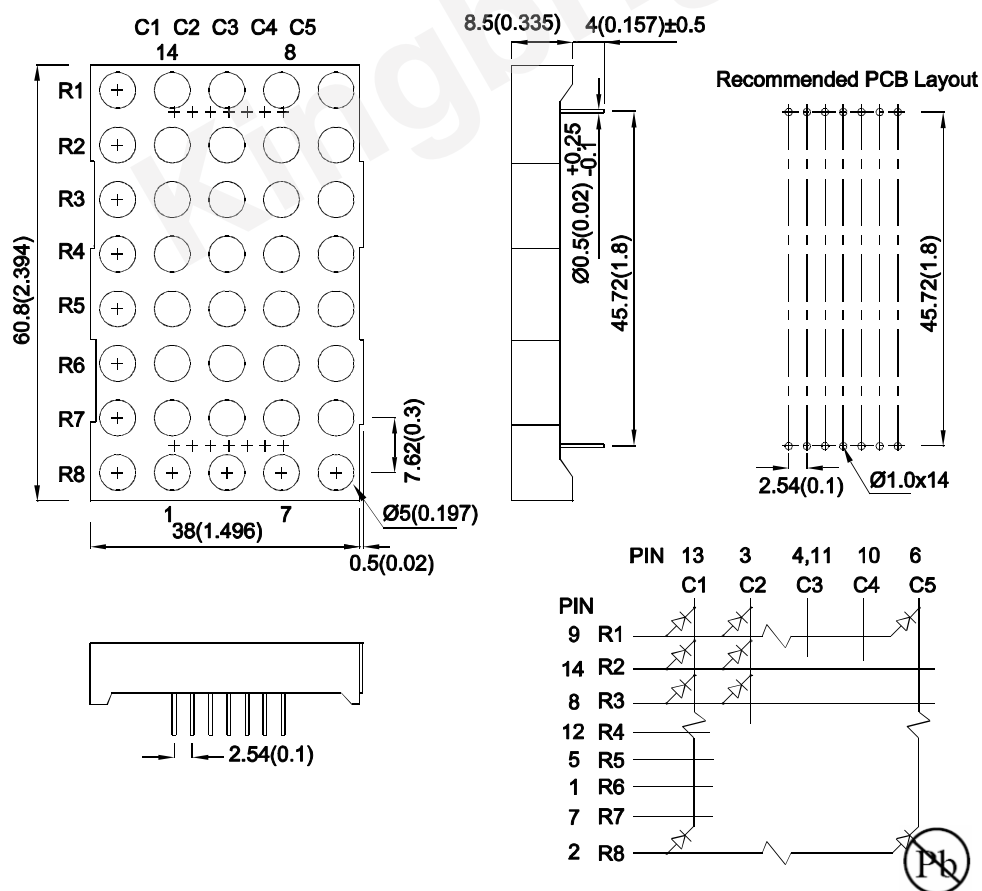 C1 C2 C3 C4 C5
14 8
R1
R2
R3
R4
R5
R6
R7
R8
60.8(2.394)
1 7
38(1.496)
0.5(0.02)
Ø5(0.197)
7.62(0.3)
8.5(0.335) 4(0.157)±0.5
Ø0.5(0.02) +0.25 -0.1
45.72(1.8)
Recommended PCB Layout
45.72(1.8)
2.54(0.1)
Ø1.0x14
2.54(0.1)
PIN 13 3 4,11 10 6
C1 C2 C3 C4 C5
PIN
9 R1
14 R2
8 R3
12 R4
5 R5
1 R6
7 R7
2 R8
Pb